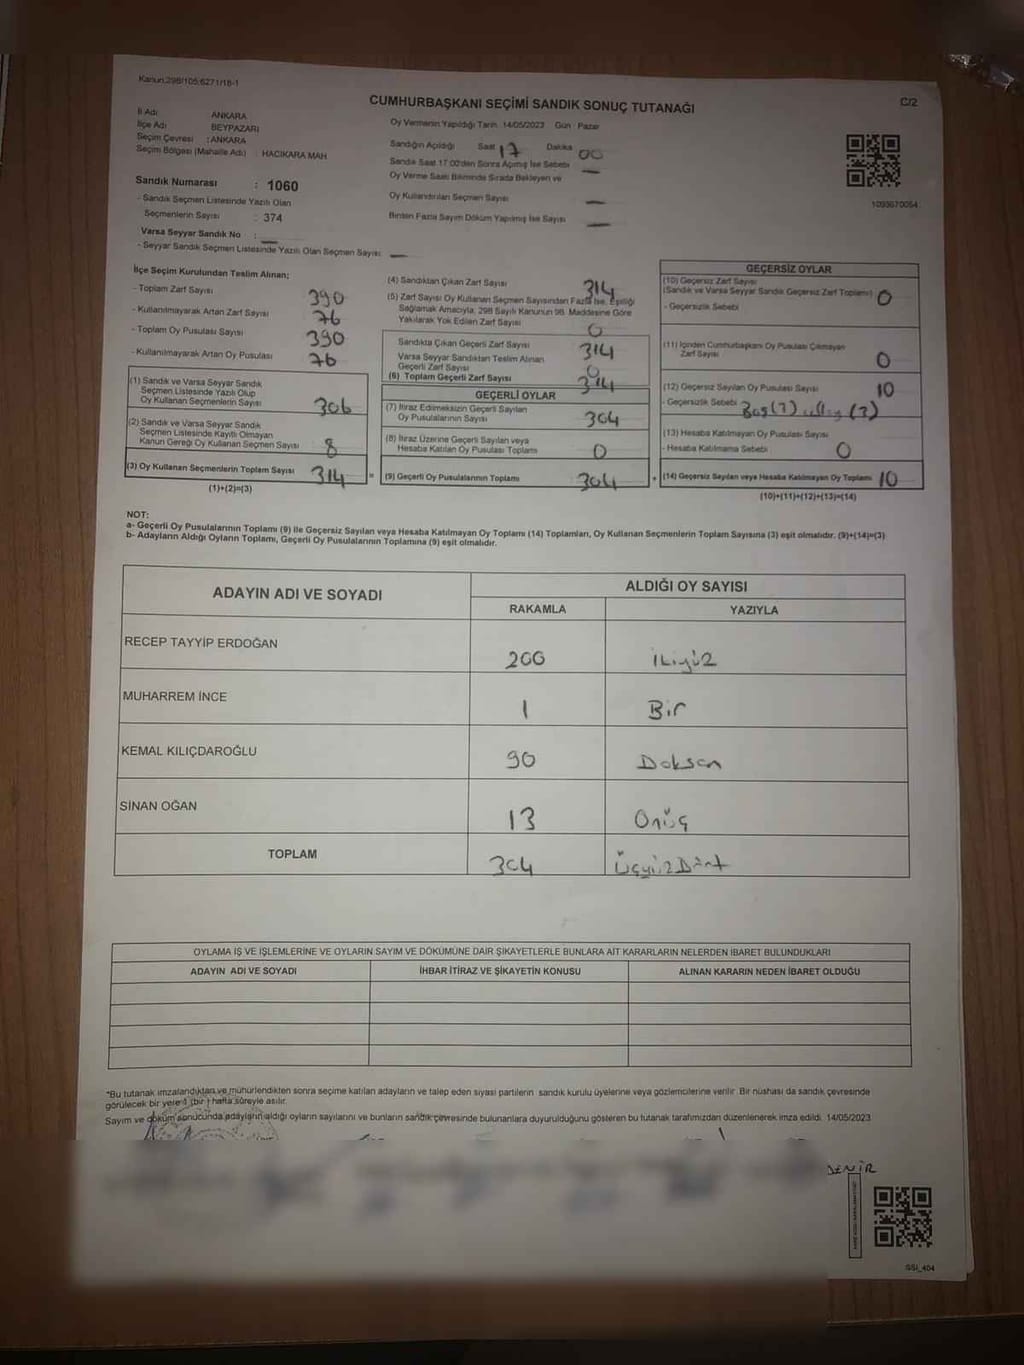 Kanun:298/105,6271/18-1
C/2
CUMHURBAŞKANI SEÇİMİ SANDIK SONUÇ TUTANAĞI
İl Adı ANKARA
İlçe Adı BEYPAZARI
Seçim Çevresi :ANKARA
Seçim Bölgesi (Mahalle Adı) : HACIKARA MAH
Sandık Numarası : 1060
- Sandık Seçmen Listesinde Yazılı Olan
Seçmenlerin Sayısı : 374
Varsa Seyyar Sandık No :
- Seyyar Sandık Seçmen Listesinde Yazılı Olan Seçmen Sayısı
Oy Vermenin Yapıldığı Tarih 14/05/2023 Gün Pazar
Sandığın Açıldığı Saat 17 Dakika 00
Sandık Saat 17.00'den Sonra Açılmış İse Sebebi —
Oy Verme Saati Bitiminde Sırada Bekleyen ve
Oy Kullandırılan Seçmen Sayısı —
Birden Fazla Sayım Döküm Yapılmış İse Sayısı —
1093670054
İlçe Seçim Kurulundan Teslim Alınan;
- Toplam Zarf Sayısı 390
- Kullanılmayarak Artan Zarf Sayısı 76
- Toplam Oy Pusulası Sayısı 390
- Kullanılmayarak Artan Oy Pusulası 76
(1) Sandık ve Varsa Seyyar Sandık
Seçmen Listesinde Yazılı Olup
Oy Kullanan Seçmenlerin Sayısı 306
(2) Sandık ve Varsa Seyyar Sandık
Seçmen Listesinde Kayıtlı Olmayan
Kanun Gereği Oy Kullanan Seçmen Sayısı 8
(3) Oy Kullanan Seçmenlerin Toplam Sayısı 314
(1)+(2)=(3)
(4) Sandıktan Çıkan Zarf Sayısı 314
(5) Zarf Sayısı Oy Kullanan Seçmen Sayısından Fazla İse, Eşitliği
Sağlamak Amacıyla, 298 Sayılı Kanunun 98. Maddesine Göre
Yakılarak Yok Edilen Zarf Sayısı 0
Sandıkta Çıkan Geçerli Zarf Sayısı 314
Varsa Seyyar Sandıktan Teslim Alınan
Geçerli Zarf Sayısı 0
(6) Toplam Geçerli Zarf Sayısı 314
GEÇERLİ OYLAR
(7) İtiraz Edilmeksizin Geçerli Sayılan
Oy Pusulalarının Sayısı 304
(8) İtiraz Üzerine Geçerli Sayılan veya
Hesaba Katılan Oy Pusulası Toplamı 0
= (9) Geçerli Oy Pusulalarının Toplamı 304
GEÇERSİZ OYLAR
(10) Geçersiz Zarf Sayısı
(Sandık ve Varsa Seyyar Sandık Geçersiz Zarf Toplamı) 0
- Geçersizlik Sebebi
(11) İçinden Cumhurbaşkanı Oy Pusulası Çıkmayan
Zarf Sayısı 0
(12) Geçersiz Sayılan Oy Pusulası Sayısı 10
- Geçersizlik Sebebi
(13) Hesaba Katılmayan Oy Pusulası Sayısı
- Hesaba Katılmama Sebebi 0
+ (14) Geçersiz Sayılan veya Hesaba Katılmayan Oy Toplamı 10
(10)+(11)+(12)+(13)=(14)
NOT:
a- Geçerli Oy Pusulalarının Toplamı (9) ile Geçersiz Sayılan veya Hesaba Katılmayan Oy Toplamı (14) Toplamları, Oy Kullanan Seçmenlerin Toplam Sayısına (3) eşit olmalıdır. (9)+(14)=(3)
b- Adayların Aldığı Oyların Toplamı, Geçerli Oy Pusulalarının Toplamına (9) eşit olmalıdır.
ADAYIN ADI VE SOYADI ALDIĞI OY SAYISI
RAKAMLA YAZIYLA
RECEP TAYYİP ERDOĞAN 200 İkiyüz
MUHARREM İNCE 1 Bir
KEMAL KILIÇDAROĞLU 90 Doksan
SİNAN OĞAN 13 Onüç
TOPLAM 304 ÜçyüzDört
OYLAMA İŞ VE İŞLEMLERİNE VE OYLARIN SAYIM VE DÖKÜMÜNE DAİR ŞİKAYETLERLE BUNLARA AİT KARARLARIN NELERDEN İBARET BULUNDUKLARI
ADAYIN ADI VE SOYADI İHBAR İTİRAZ VE ŞİKAYETİN KONUSU ALINAN KARARIN NEDEN İBARET OLDUĞU
*Bu tutanak imzalandıktan ve mühürlendikten sonra seçime katılan adayların ve talep eden siyasi partilerin sandık kurulu üyelerine veya gözlemcilerine verilir. Bir nüshası da sandık çevresinde
görülecek bir yere 1 (bir ) hafta süreyle asılır.
Sayım ve döküm sonucunda adayların aldığı oyların sayılarını ve bunların sandık çevresinde bulunanlara duyurulduğunu gösteren bu tutanak tarafımızdan düzenlenerek imza edildi. 14/05/2023
GSI_404